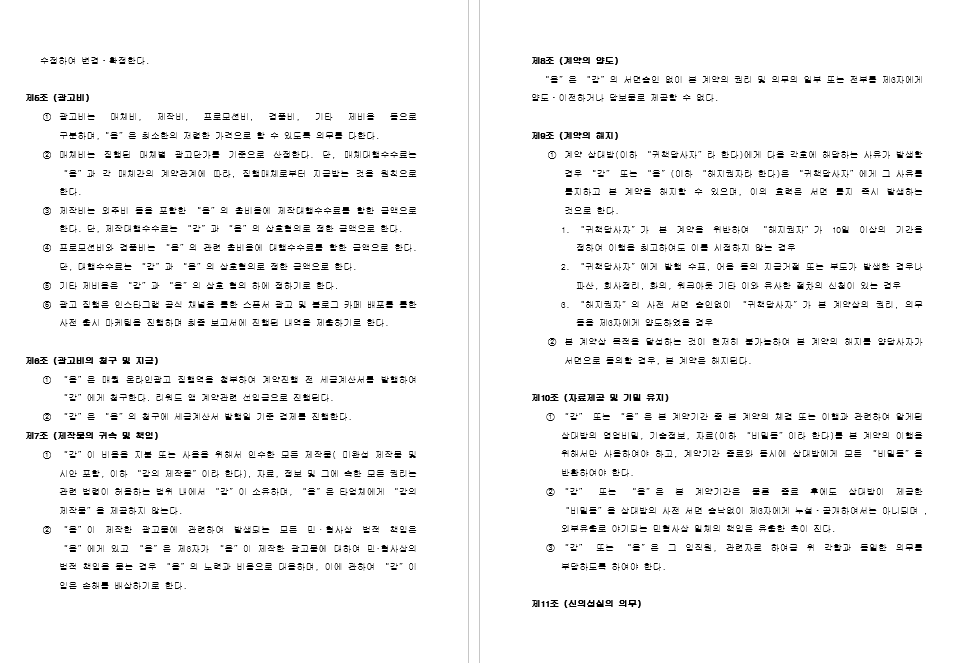 수정하여 변경·확정한다.
제5조 (광고비)
① 광고비는 매체비, 제작비, 프로모션비, 경품비, 기타 제비용 등으로
구분하며, “을”은 최소한의 저렴한 가격으로 할 수 있도록 의무를 다한다.
② 매체비는 집행된 매체별 광고단가를 기준으로 산정한다. 단, 매체대행수수료는
“을”과 각 매체간의 계약관계에 따라, 집행매체로부터 지급받는 것을 원칙으로
한다.
③ 제작비는 외주비 등을 포함한 “을”의 총비용에 제작대행수수료를 합한 금액으로
한다. 단, 제작대행수수료는 “갑”과 “을”의 상호협의로 정한 금액으로 한다.
④ 프로모션비와 경품비는 “을”의 관련 총비용에 대행수수료를 합한 금액으로 한다.
단, 대행수수료는 “갑”과 “을”의 상호협의로 정한 금액으로 한다.
⑤ 기타 제비용은 “갑”과 “을”의 상호 협의 하에 정하기로 한다.
⑥ 광고 집행은 인스타그램 공식 채널을 통한 스폰서 광고 및 블로그 카페 배포를 통한
사전 출시 마케팅을 진행하며 최종 보고서에 진행된 내역을 제출하기로 한다.
제6조 (광고비의 청구 및 지급)
① “을”은 매월 온라인광고 집행역을 첨부하여 계약진행 전 세금계산서를 발행하여
“갑”에게 청구한다. 리워드 앱 계약관련 선입금으로 진행된다.
② “갑”은 “을”의 청구에 세금계산서 발행일 기준 결제를 진행한다.
제7조 (제작물의 귀속 및 책임)
① “갑”이 비용을 지불 또는 사용을 위해서 인수한 모든 제작물( 미완성 제작물 및
시안 포함, 이하 “갑의 제작물”이라 한다), 자료, 정보 및 그에 속한 모든 권리는
관련 법령이 허용하는 범위 내에서 “갑”이 소유하며, “을”은 타업체에게 “갑의
제작물”을 제공하지 않는다.
② “을”이 제작한 광고물에 관련하여 발생되는 모든 민·형사상 법적 책임은
“을”에게 있고 “을”은 제3자가 “을”이 제작한 광고물에 대하여 민·형사상의
법적 책임을 묻는 경우 “을”의 노력과 비용으로 대응하며, 이에 관하여 “갑”이
입은 손해를 배상하기로 한다.
제8조 (계약의 양도)
“을”은 “갑”의 서면승인 없이 본 계약의 권리 및 의무의 일부 또는 전부를 제3자에게
양도·이전하거나 담보물로 제공할 수 없다.
제9조 (계약의 해지)
① 계약 상대방(이하 “귀책당사자”라 한다)에게 다음 각호에 해당하는 사유가 발생할
경우 “갑” 또는 “을”(이하 “해지권자라 한다)은 “귀책당사자”에게 그 사유를
통지하고 본 계약을 해지할 수 있으며, 이의 효력은 서면 통지 즉시 발생하는
것으로 한다.
1. “귀책당사자”가 본 계약을 위반하여 “해지권자”가 10일 이상의 기간을
정하여 이행을 최고하여도 이를 시정하지 않는 경우
2. “귀책당사자”에게 발행 수표, 어음 등의 지급거절 또는 부도가 발생한 경우나
파산, 회사정리, 화의, 워크아웃 기타 이와 유사한 절차의 신청이 있는 경우
3. “해지권자”의 사전 서면 승인없이 “귀책당사자”가 본 계약상의 권리, 의무
등을 제3자에게 양도하였을 경우
② 본 계약상 목적을 달성하는 것이 현저히 불가능하여 본 계약의 해지를 양당사자가
서면으로 동의할 경우, 본 계약은 해지된다.
제10조 (자료제공 및 기밀 유지)
① “갑” 또는 “을”은 본 계약기간 중 본 계약의 체결 또는 이행과 관련하여 알게된
상대방의 영업비밀, 기술정보, 자료(이하 “비밀등”이라 한다)를 본 계약의 이행을
위해서만 사용하여야 하고, 계약기간 종료와 동시에 상대방에게 모든 “비밀등”을
반환하여야 한다.
② “갑” 또는 “을”은 본 계약기간은 물론 종료 후에도 상대방이 제공한
“비밀등”을 상대방의 사전 서면 승낙없이 제3자에게 누설·공개하여서는 아니되며 ,
외부유출로 야기되는 민형사상 일체의 책임은 유출한 측이 진다.
③ “갑” 또는 “을”은 그 임직원, 관련자로 하여금 위 각항과 동일한 의무를
부담하도록 하여야 한다.
제11조 (신의성실의 의무)